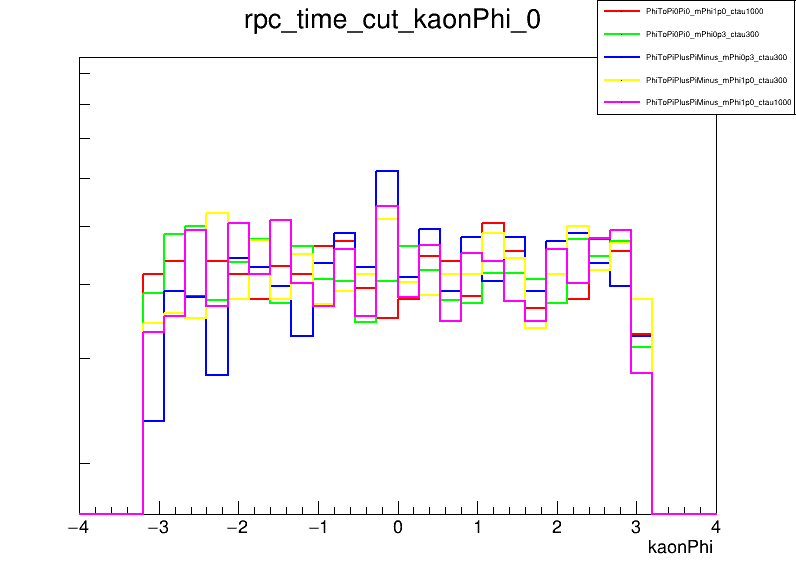 rpc_time_cut_kaonPhi_0
PhiToPi0Pi0_mPhi1p0_ctau1000
PhiToPi0Pi0_mPhi0p3_ctau300
PhiToPiPlusPiMinus_mPhi0p3_ctau300
PhiToPiPlusPiMinus_mPhi1p0_ctau300
PhiToPiPlusPiMinus_mPhi1p0_ctau1000
−4 −3 −2 −1 0 1 2 3 4
kaonPhi